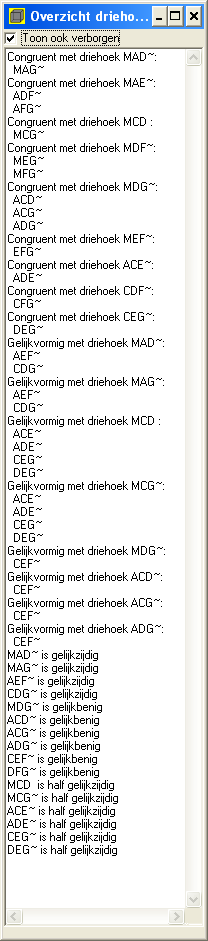 Overzicht drieho...
Toon ook verborgen
Congruent met driehoek MAD~:
MAG~
Congruent met driehoek MAE~:
ADF~
AFG~
Congruent met driehoek MCD :
MCG~
Congruent met driehoek MDF~:
MEG~
MFG~
Congruent met driehoek MDG~:
ACD~
ACG~
ADG~
Congruent met driehoek MEF~:
EFG~
Congruent met driehoek ACE~:
ADE~
Congruent met driehoek CDF~:
CFG~
Congruent met driehoek CEG~:
DEG~
Gelijkvormig met driehoek MAD~:
AEF~
CDG~
Gelijkvormig met driehoek MAG~:
AEF~
CDG~
Gelijkvormig met driehoek MCD :
ACE~
ADE~
CEG~
DEG~
Gelijkvormig met driehoek MCG~:
ACE~
ADE~
CEG~
DEG~
Gelijkvormig met driehoek MDG~:
CEF~
Gelijkvormig met driehoek ACD~:
CEF~
Gelijkvormig met driehoek ACG~:
CEF~
Gelijkvormig met driehoek ADG~:
CEF~
MAD~ is gelijkzijdig
MAG~ is gelijkzijdig
AEF~ is gelijkzijdig
CDG~ is gelijkzijdig
MDG~ is gelijkbenig
ACD~ is gelijkbenig
ACG~ is gelijkbenig
ADG~ is gelijkbenig
CEF~ is gelijkbenig
DFG~ is gelijkbenig
MCD  is half gelijkzijdig
MCG~ is half gelijkzijdig
ACE~ is half gelijkzijdig
ADE~ is half gelijkzijdig
CEG~ is half gelijkzijdig
DEG~ is half gelijkzijdig